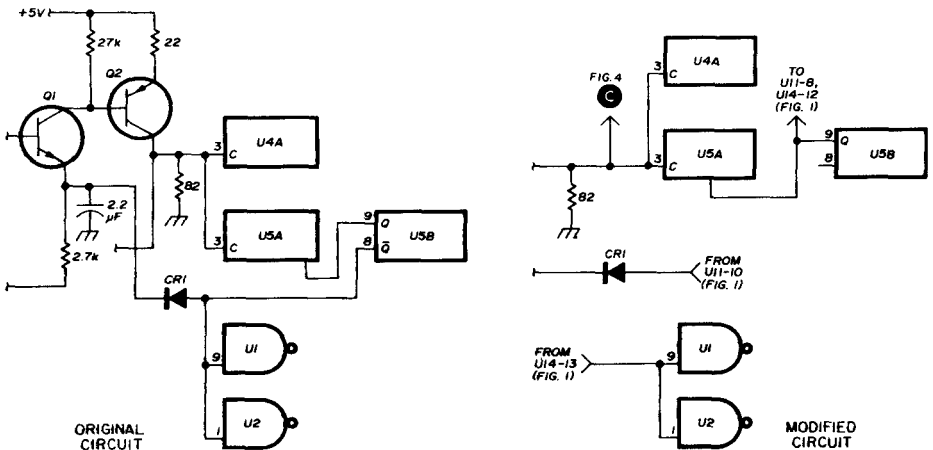 +5V
27k
22
Q1
Q2
3
C
U4A
82
2.2
µF
2.7k
3
C
U5A
9
Q
8
Q̅
U5B
CR1
9
U1
1
U2
ORIGINAL
CIRCUIT
FIG. 4
C
3
C
U4A
U5A
82
TO
U11-8,
U14-12
(FIG. 1)
9
Q
8
U5B
CR1
FROM
U11-10
(FIG. 1)
FROM
U14-13
(FIG. 1)
9
U1
1
U2
MODIFIED
CIRCUIT